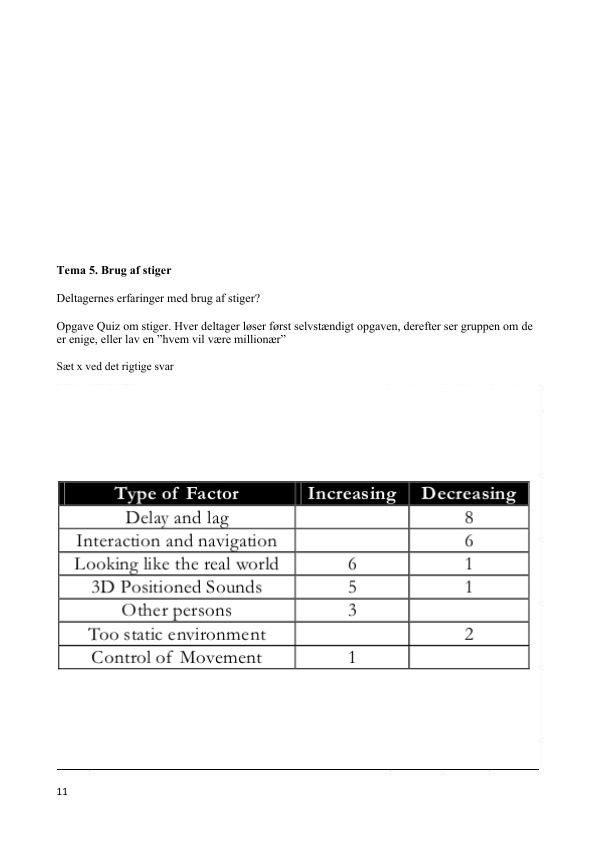 Tema 5. Brug af stiger
Deltagernes erfaringer med brug af stiger?
Opgave Quiz om stiger. Hver deltager løser først selvstændigt opgaven, derefter ser gruppen om de
er enige, eller lav en ”hvem vil være millionær”
Sæt x ved det rigtige svar
Type of Factor Increasing Decreasing
Delay and lag 8
Interaction and navigation 6
Looking like the real world 6 1
3D Positioned Sounds 5 1
Other persons 3
Too static environment 2
Control of Movement 1
11